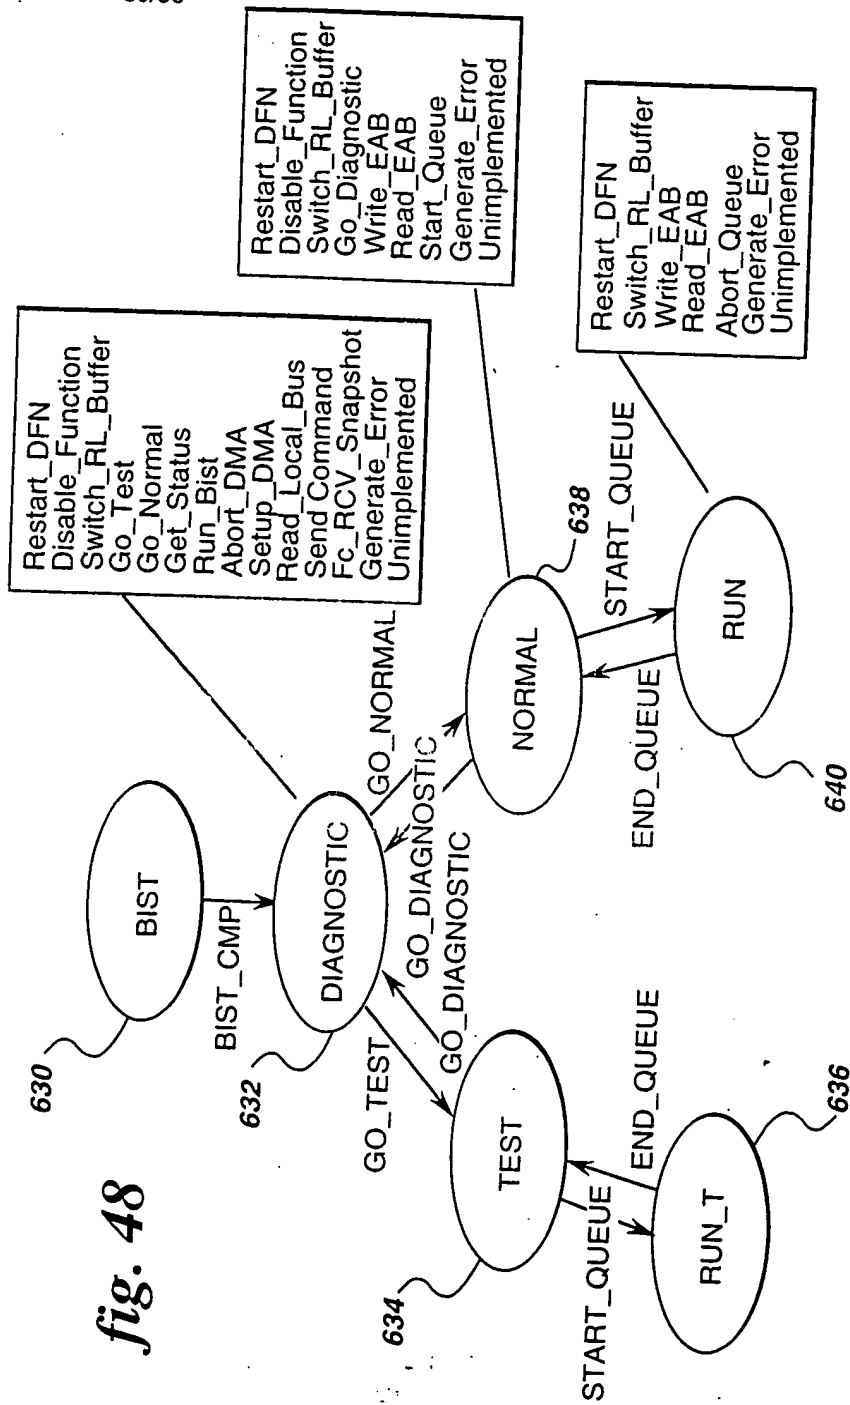 fig. 48
630
BIST
BIST_CMP
632
DIAGNOSTIC
Restart_DFN
Disable_Function
Switch_RL_Buffer
Go_Test
Go_Normal
Get_Status
Run_Bist
Abort_DMA
Setup_DMA
Read_Local_Bus
Send Command
Fc_RCV_Snapshot
Generate_Error
Unimplemented
GO_TEST
GO_DIAGNOSTIC
GO_DIAGNOSTIC
GO_NORMAL
634
TEST
NORMAL
638
Restart_DFN
Disable_Function
Switch_RL_Buffer
Go_Diagnostic
Write_EAB
Read_EAB
Start_Queue
Generate_Error
Unimplemented
START_QUEUE
END_QUEUE
END_QUEUE
START_QUEUE
RUN_T
636
640
RUN
Restart_DFN
Switch_RL_Buffer
Write_EAB
Read_EAB
Abort_Queue
Generate_Error
Unimplemented